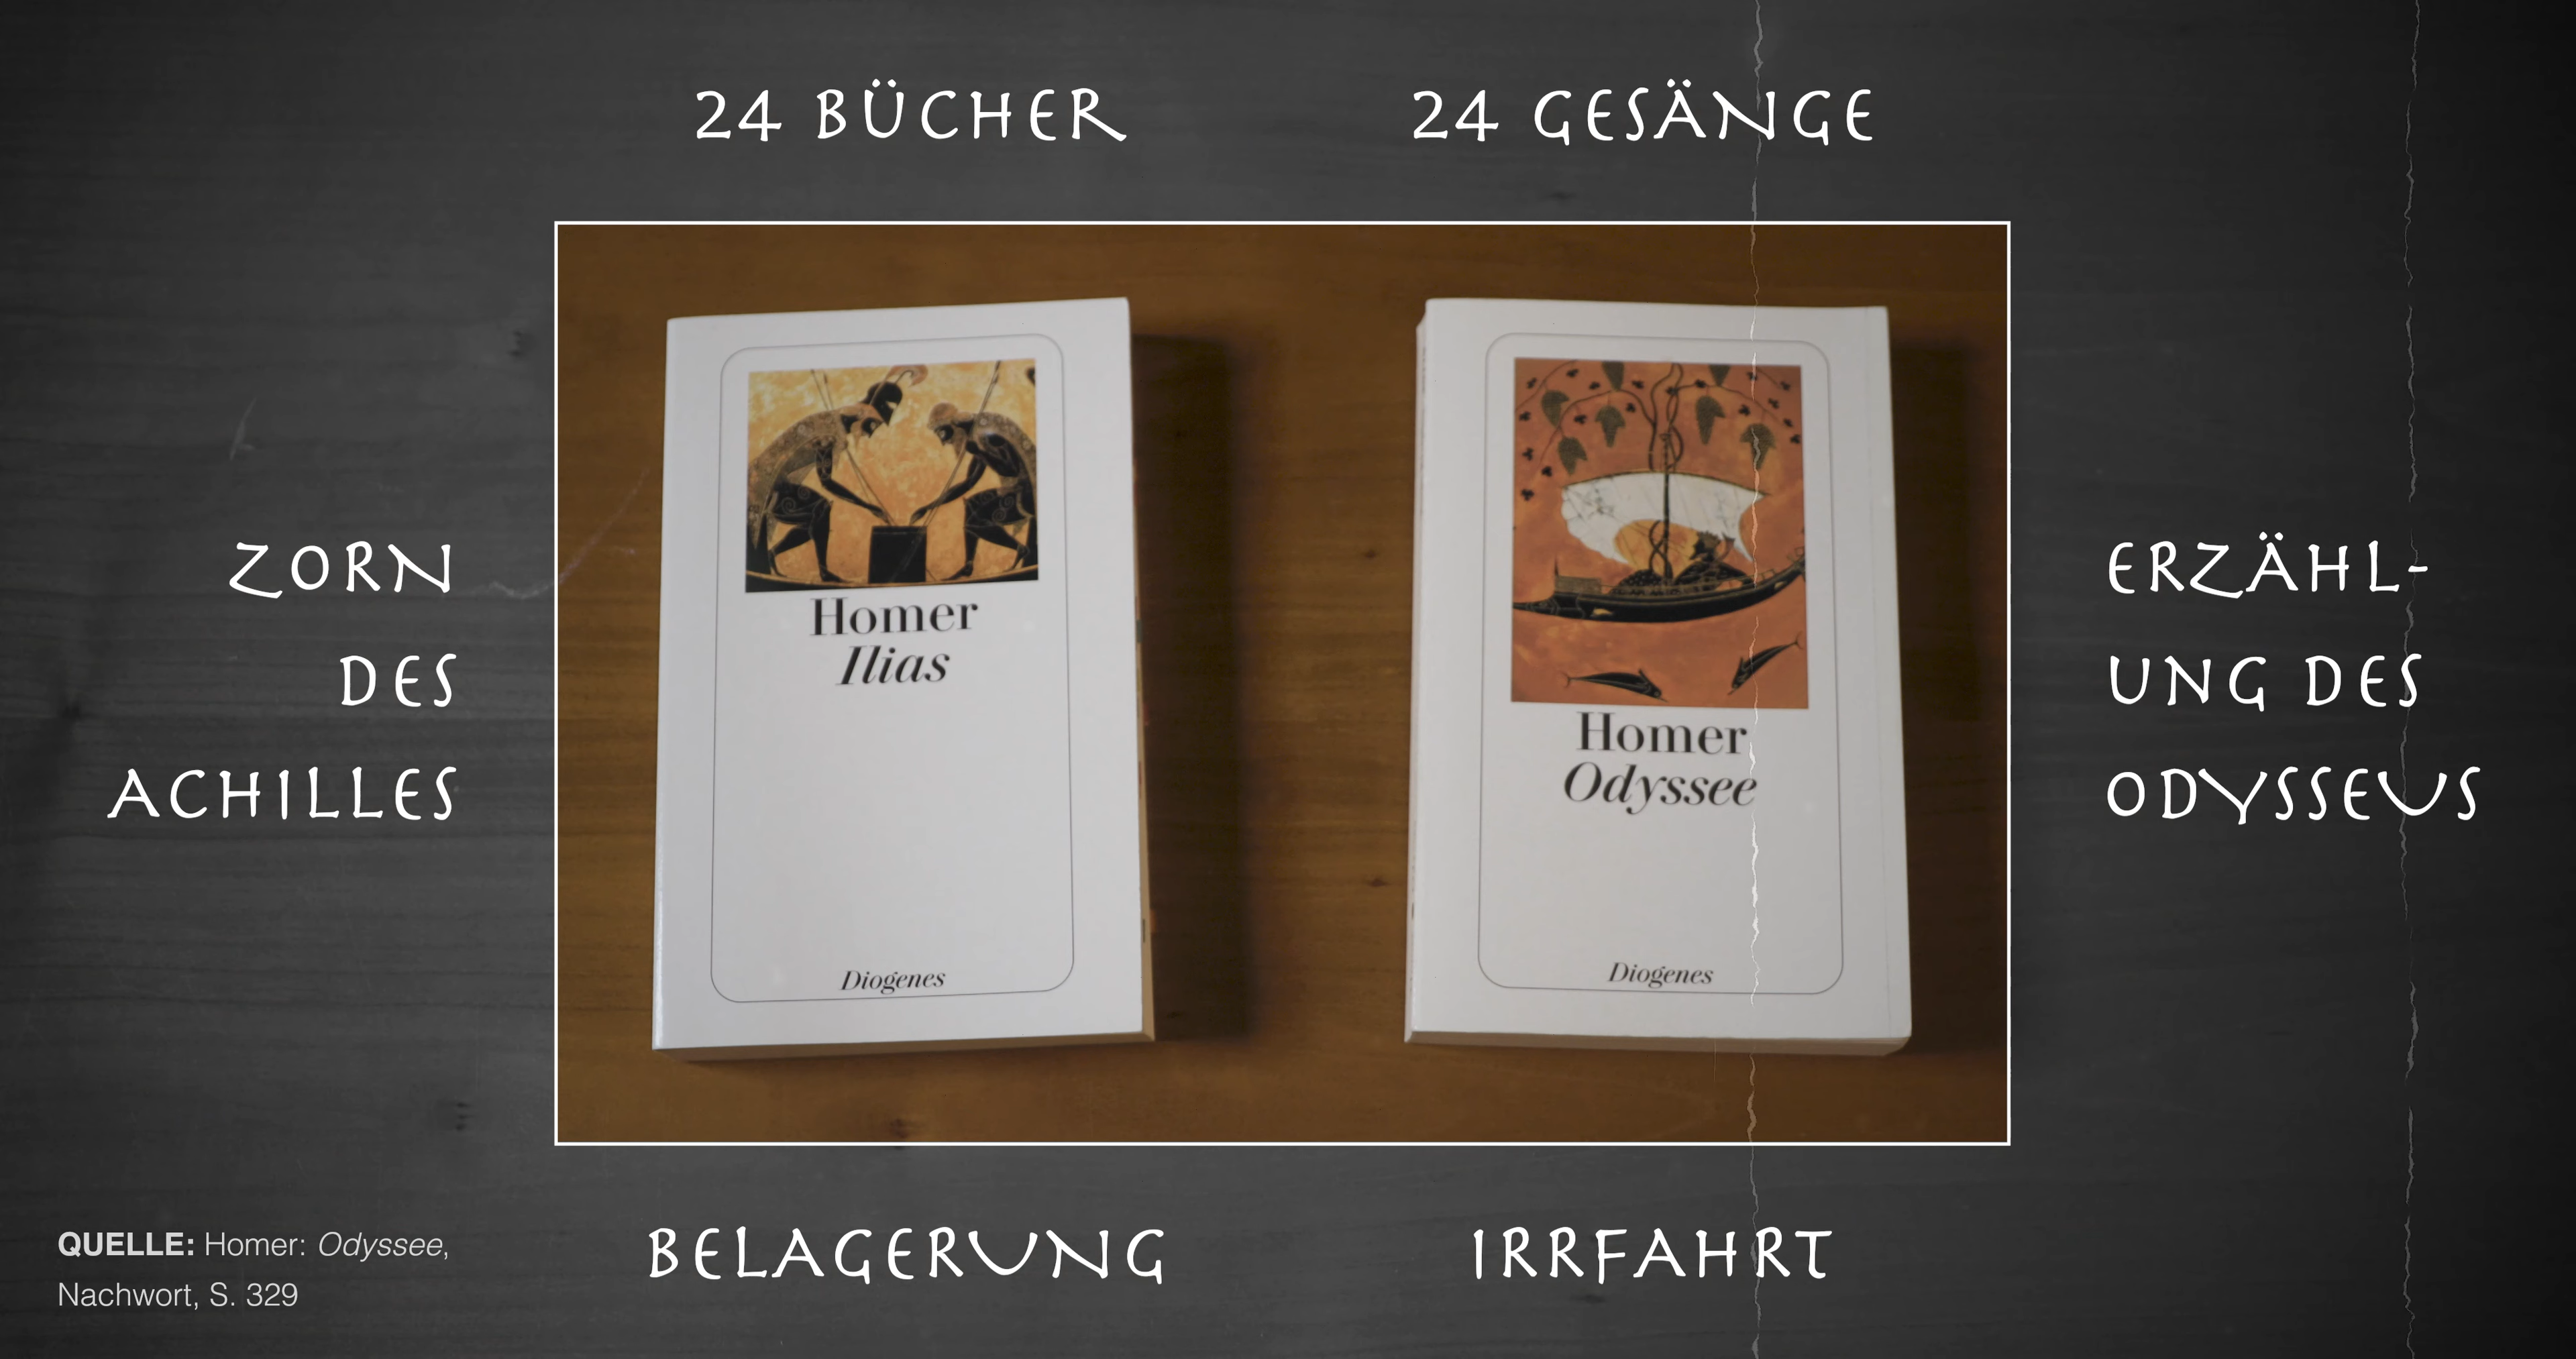 24 BÜCHER
24 GESÄNGE
ZORN
DES
ACHILLES
Homer
Ilias
Diogenes
Homer
Odyssee
Diogenes
ERZÄHL-
UNG DES
ODYSSEUS
BELAGERUNG
IRRFAHRT
QUELLE: Homer: Odyssee,
Nachwort, S. 329